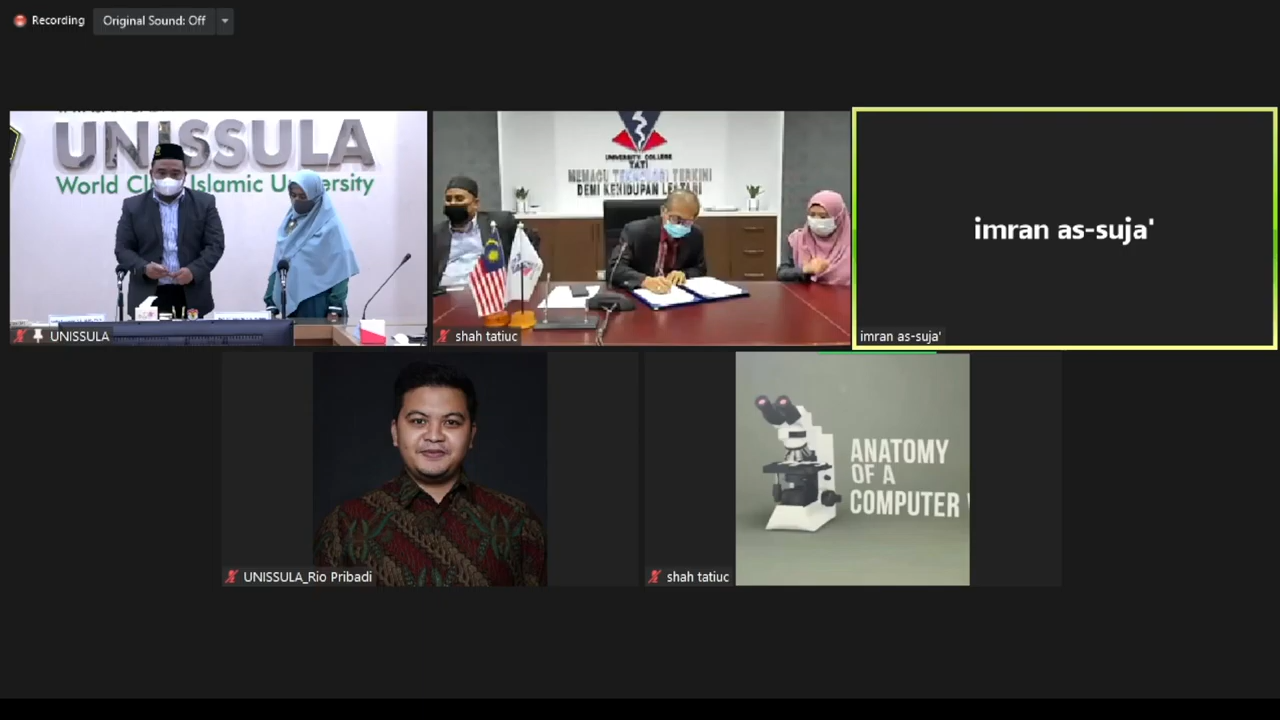 Recording
Original Sound: Off
UNISSULA
World Cl Islamic University
UNISSULA
UNIVERSITY COLLEGE
TATI
MEMACU TEKNOLOGI TERKINI
DEMI KEHIDUPAN LESTARI
shah tatiuc
imran as-suja'
imran as-suja'
UNISSULA_Rio Pribadi
ANATOMY
OF A
COMPUTER
shah tatiuc